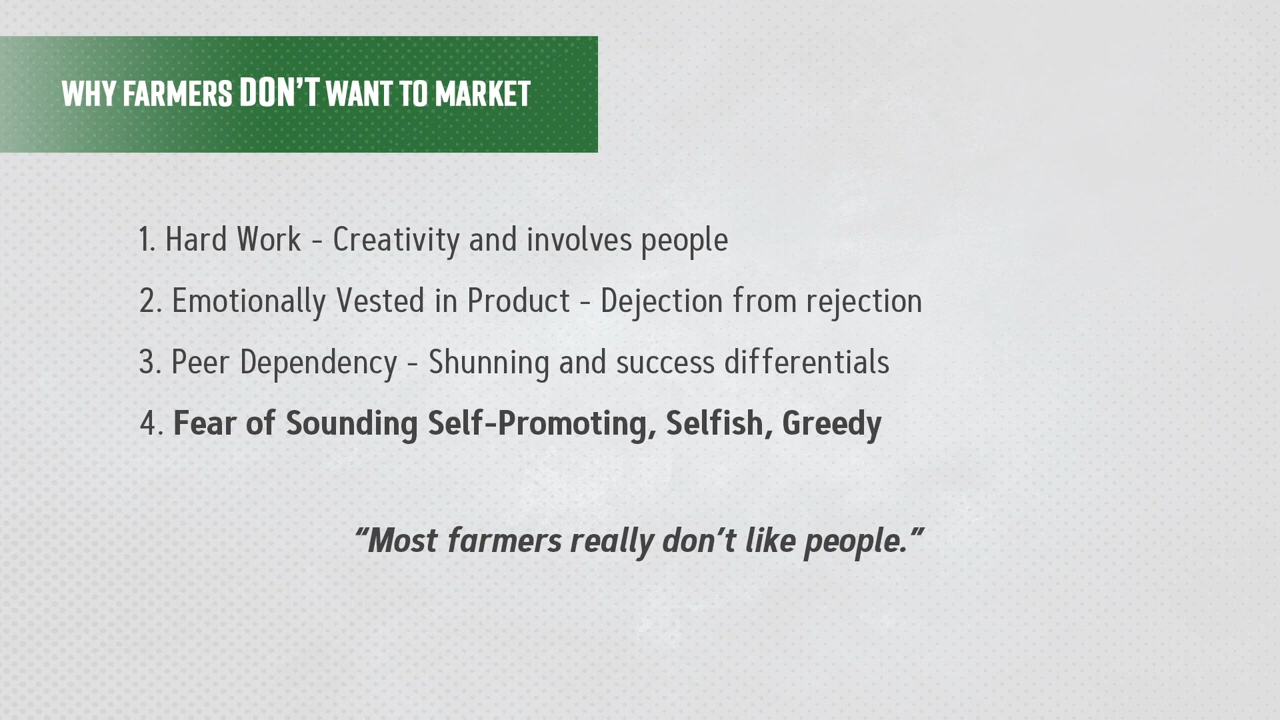 WHY FARMERS DON'T WANT TO MARKET
1. Hard Work - Creativity and involves people
2. Emotionally Vested in Product - Dejection from rejection
3. Peer Dependency - Shunning and success differentials
4. Fear of Sounding Self-Promoting, Selfish, Greedy
“Most farmers really don’t like people.”